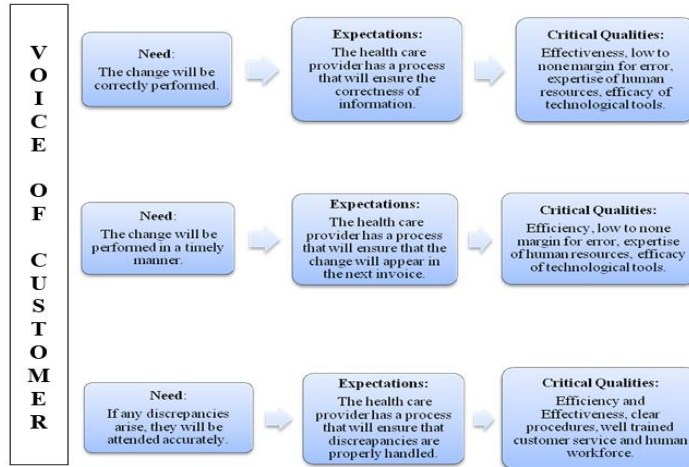 VOICE OF CUSTOMER
Need:
The change will be
correctly performed.
Expectations:
The health care
provider has a process
that will ensure the
correctness of
information.
Critical Qualities:
Effectiveness, low to
none margin for error,
expertise of human
resources, efficacy of
technological tools.
Need:
The change will be
performed in a timely
manner.
Expectations:
The health care
provider has a process
that will ensure that the
change will appear in
the next invoice.
Critical Qualities:
Efficiency, low to none
margin for error, expertise
of human resources, efficacy
of technological tools.
Need:
If any discrepancies
arise, they will be
attended accurately.
Expectations:
The health care
provider has a process
that will ensure that
discreapancies are
properly handled.
Critical Qualities:
Efficiency and
Effectiveness, clear
procedures, well trained
customer service and human
workforce.